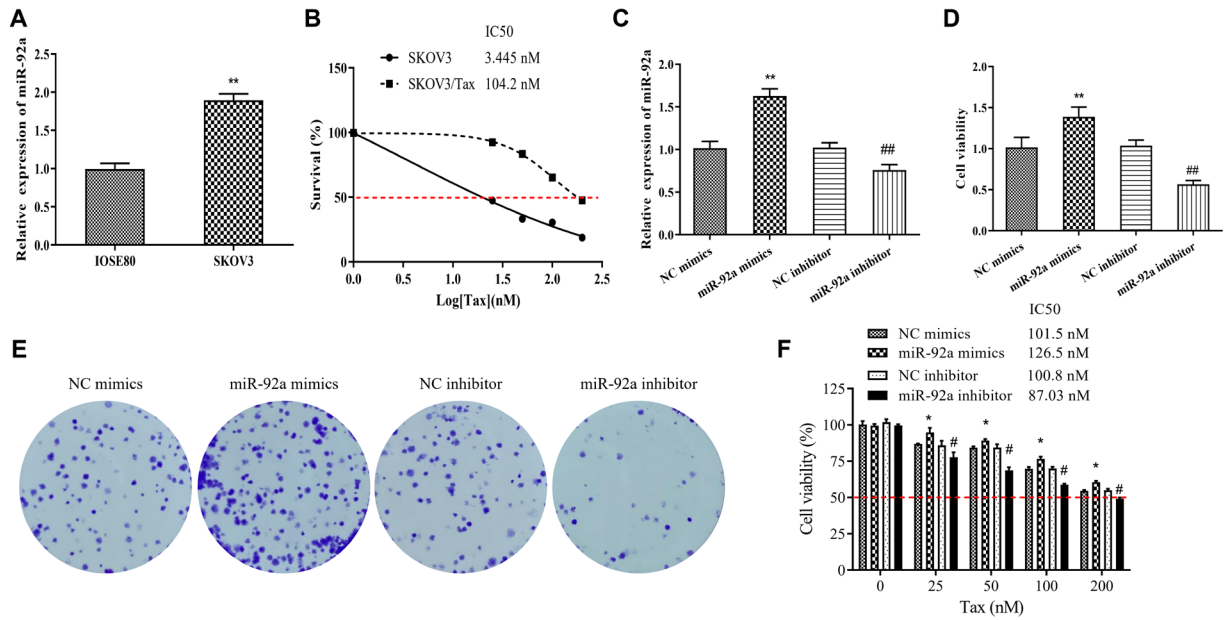 A
Relative expression of miR-92a
2.5
2.0
1.5
1.0
0.5
0.0
**
IOSE80
SKOV3
B
IC50
SKOV3 3.445 nM
SKOV3/Tax 104.2 nM
Survival (%)
150
100
50
0
0.0 0.5 1.0 1.5 2.0 2.5
Log[Tax](nM)
C
Relative expression of miR-92a
2.0
1.5
1.0
0.5
0.0
**
##
NC mimics
miR-92a mimics
NC inhibitor
miR-92a inhibitor
D
Cell viability
2.0
1.5
1.0
0.5
0.0
**
##
NC mimics
miR-92a mimics
NC inhibitor
miR-92a inhibitor
E
NC mimics
miR-92a mimics
NC inhibitor
miR-92a inhibitor
F
IC50
NC mimics 101.5 nM
miR-92a mimics 126.5 nM
NC inhibitor 100.8 nM
miR-92a inhibitor 87.03 nM
Cell viability (%)
125
100
75
50
25
0
* # * # * # * #
0 25 50 100 200
Tax (nM)